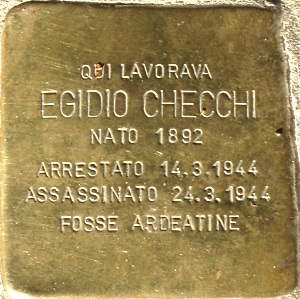 QUI LAVORAVA
EGIDIO CHECCHI
NATO 1892
ARRESTATO 14.3.1944
ASSASSINATO 24.3.1944
FOSSE ARDEATINE